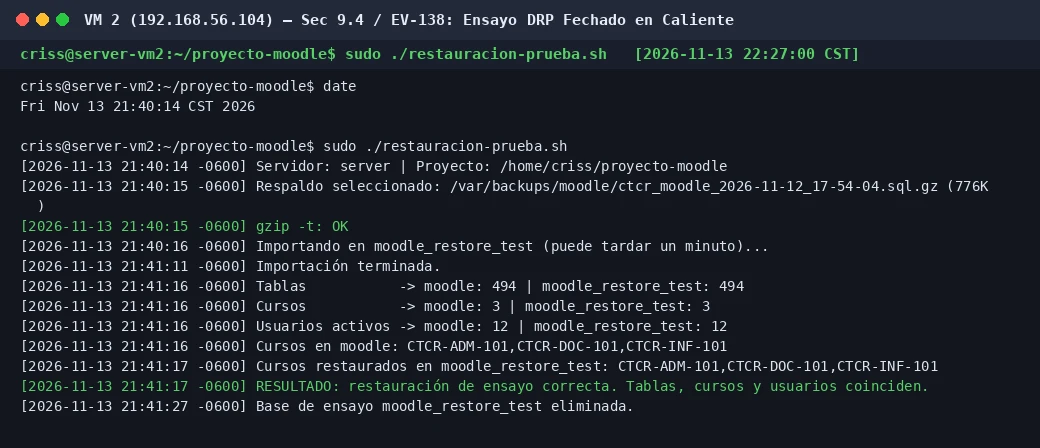 VM 2 (192.168.56.104) — Sec 9.4 / EV-138: Ensayo DRP Fechado en Caliente
criss@server-vm2:~/proyecto-moodle$ sudo ./restauracion-prueba.sh   [2026-11-13 22:27:00 CST]
criss@server-vm2:~/proyecto-moodle$ date
Fri Nov 13 21:40:14 CST 2026
criss@server-vm2:~/proyecto-moodle$ sudo ./restauracion-prueba.sh
[2026-11-13 21:40:14 -0600] Servidor: server | Proyecto: /home/criss/proyecto-moodle
[2026-11-13 21:40:15 -0600] Respaldo seleccionado: /var/backups/moodle/ctcr_moodle_2026-11-12_17-54-04.sql.gz (776K
)
[2026-11-13 21:40:15 -0600] gzip -t: OK
[2026-11-13 21:40:16 -0600] Importando en moodle_restore_test (puede tardar un minuto)...
[2026-11-13 21:41:11 -0600] Importación terminada.
[2026-11-13 21:41:16 -0600] Tablas           -> moodle: 494 | moodle_restore_test: 494
[2026-11-13 21:41:16 -0600] Cursos           -> moodle: 3 | moodle_restore_test: 3
[2026-11-13 21:41:16 -0600] Usuarios activos -> moodle: 12 | moodle_restore_test: 12
[2026-11-13 21:41:16 -0600] Cursos en moodle: CTCR-ADM-101,CTCR-DOC-101,CTCR-INF-101
[2026-11-13 21:41:17 -0600] Cursos restaurados en moodle_restore_test: CTCR-ADM-101,CTCR-DOC-101,CTCR-INF-101
[2026-11-13 21:41:17 -0600] RESULTADO: restauración de ensayo correcta. Tablas, cursos y usuarios coinciden.
[2026-11-13 21:41:27 -0600] Base de ensayo moodle_restore_test eliminada.